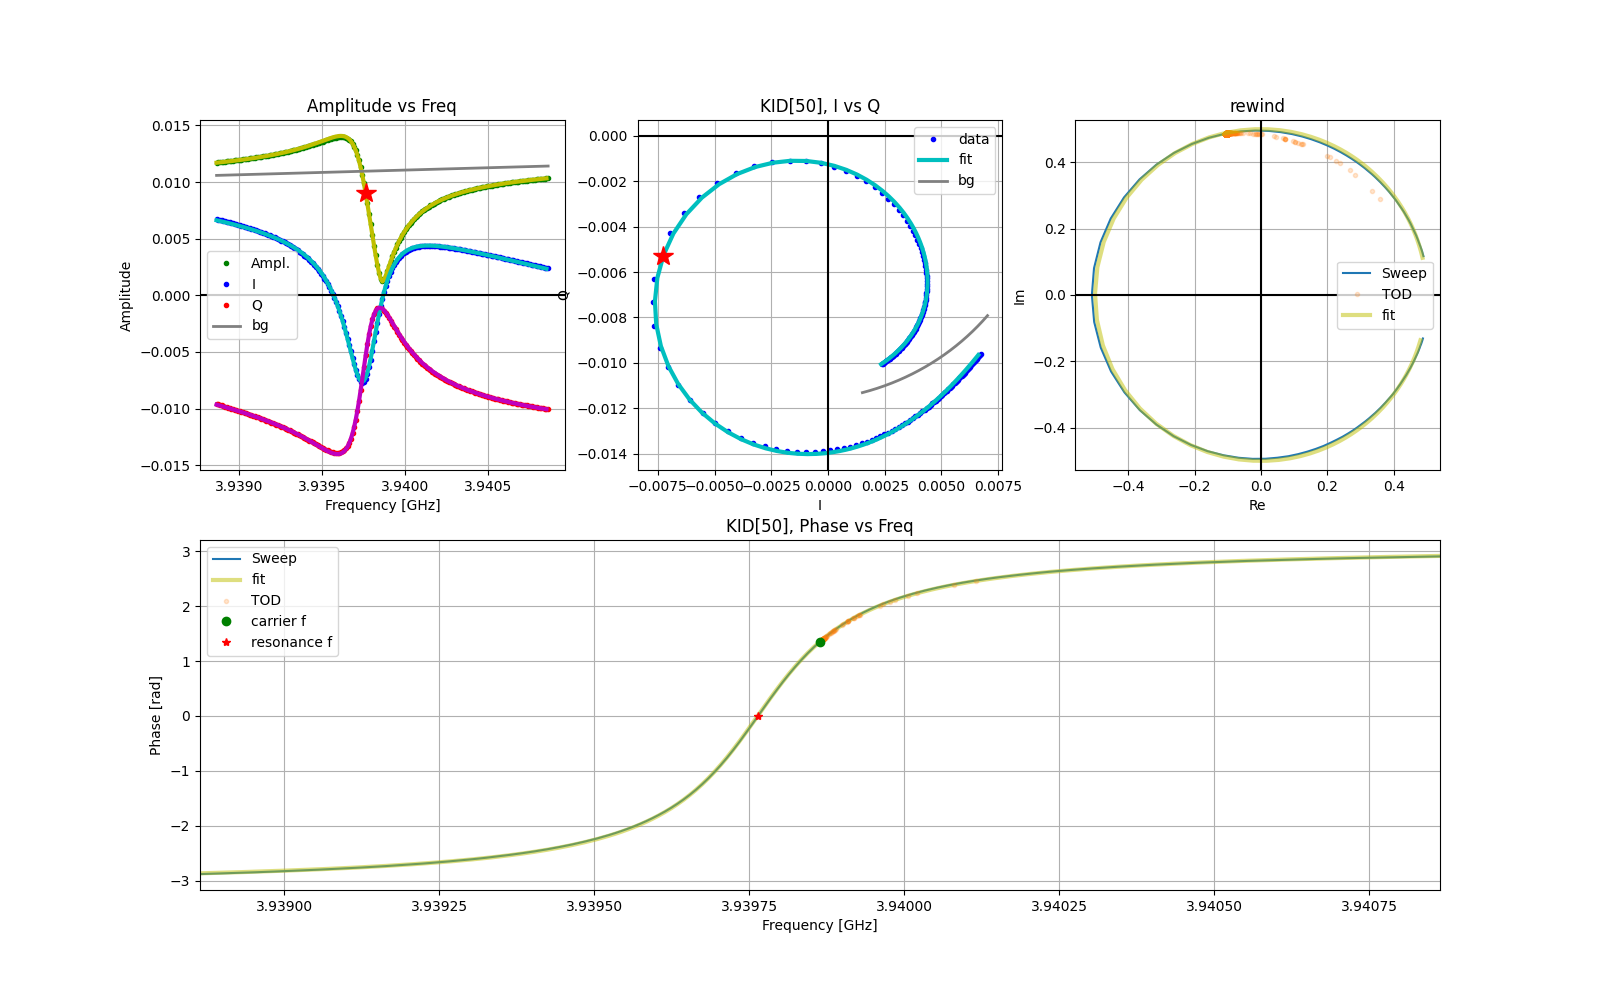 Amplitude vs Freq
0.015
0.010
0.005
0.000
−0.005
−0.010
−0.015
Amplitude
Ampl.
I
Q
bg
3.9390
3.9395
3.9400
3.9405
Frequency [GHz]
KID[50], I vs Q
0.000
−0.002
−0.004
−0.006
−0.008
−0.010
−0.012
−0.014
Q
data
fit
bg
−0.0075
−0.0050
−0.0025
0.0000
0.0025
0.0050
0.0075
I
rewind
0.4
0.2
0.0
−0.2
−0.4
Im
Sweep
TOD
fit
−0.4
−0.2
0.0
0.2
0.4
Re
KID[50], Phase vs Freq
3
2
1
0
−1
−2
−3
Phase [rad]
Sweep
fit
TOD
carrier f
resonance f
3.93900
3.93925
3.93950
3.93975
3.94000
3.94025
3.94050
3.94075
Frequency [GHz]